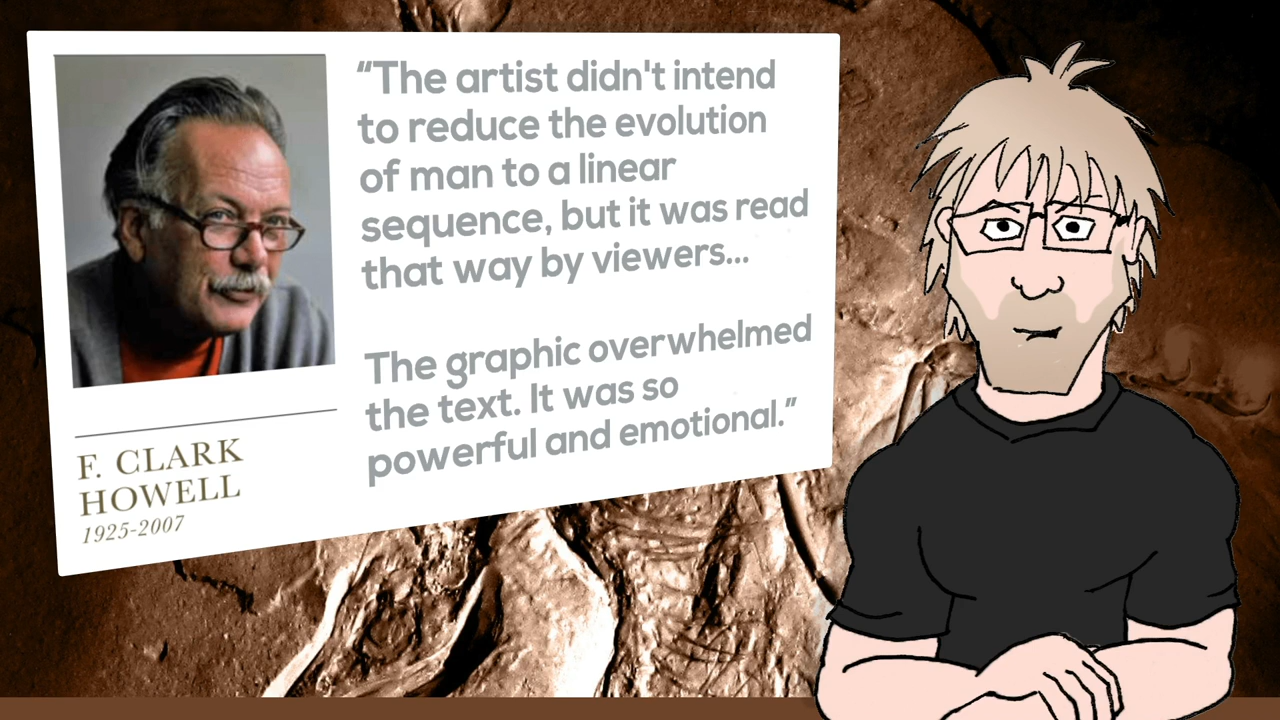 “The artist didn't intend
to reduce the evolution
of man to a linear
sequence, but it was read
that way by viewers...
The graphic overwhelmed
the text. It was so
powerful and emotional.”
F. CLARK
HOWELL
1925-2007